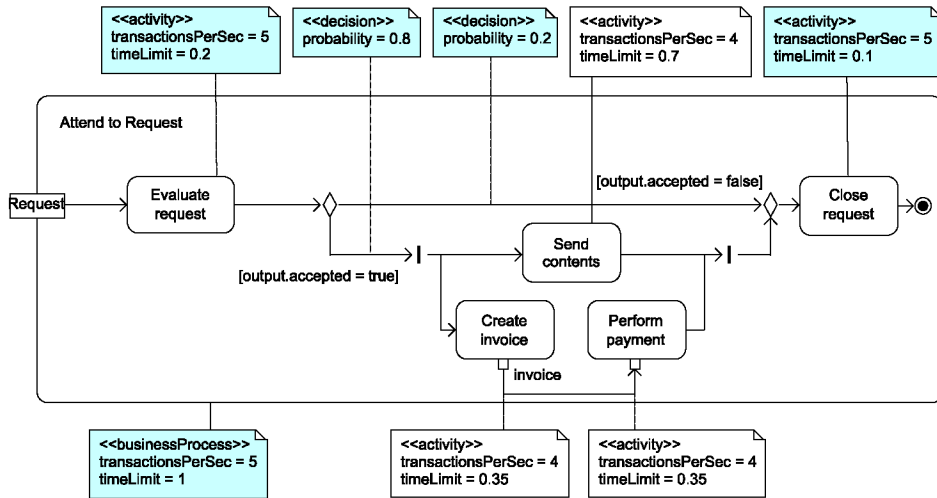 <<activity>>
transactionsPerSec = 5
timeLimit = 0.2
<<decision>>
probability = 0.8
<<decision>>
probability = 0.2
<<activity>>
transactionsPerSec = 4
timeLimit = 0.7
<<activity>>
transactionsPerSec = 5
timeLimit = 0.1
Attend to Request
Request
Evaluate
request
[output.accepted = false]
Close
request
Send
contents
[output.accepted = true]
Create
invoice
Perform
payment
invoice
<<businessProcess>>
transactionsPerSec = 5
timeLimit = 1
<<activity>>
transactionsPerSec = 4
timeLimit = 0.35
<<activity>>
transactionsPerSec = 4
timeLimit = 0.35